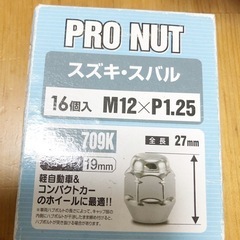 PRO NUT
スズキ・スバル
16個入 M12×P1.25
709K
全長 27mm
19mm
軽自動車&
コンパクトカー
のホイールに最適!